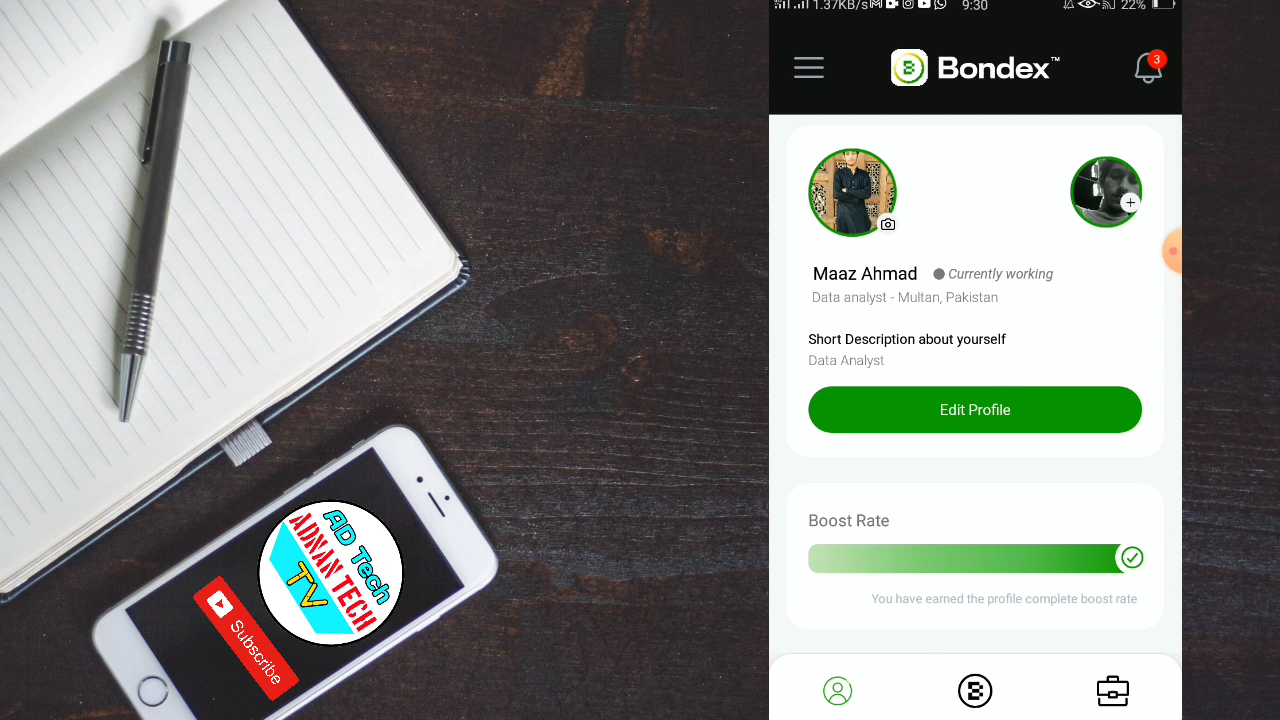 AD Tech
ADNAN TECH
TV
Subscribe
1.37KB/s
9:30
22%
Bondex™
3
Maaz Ahmad
Currently working
Data analyst - Multan, Pakistan
Short Description about yourself
Data Analyst
Edit Profile
Boost Rate
You have earned the profile complete boost rate